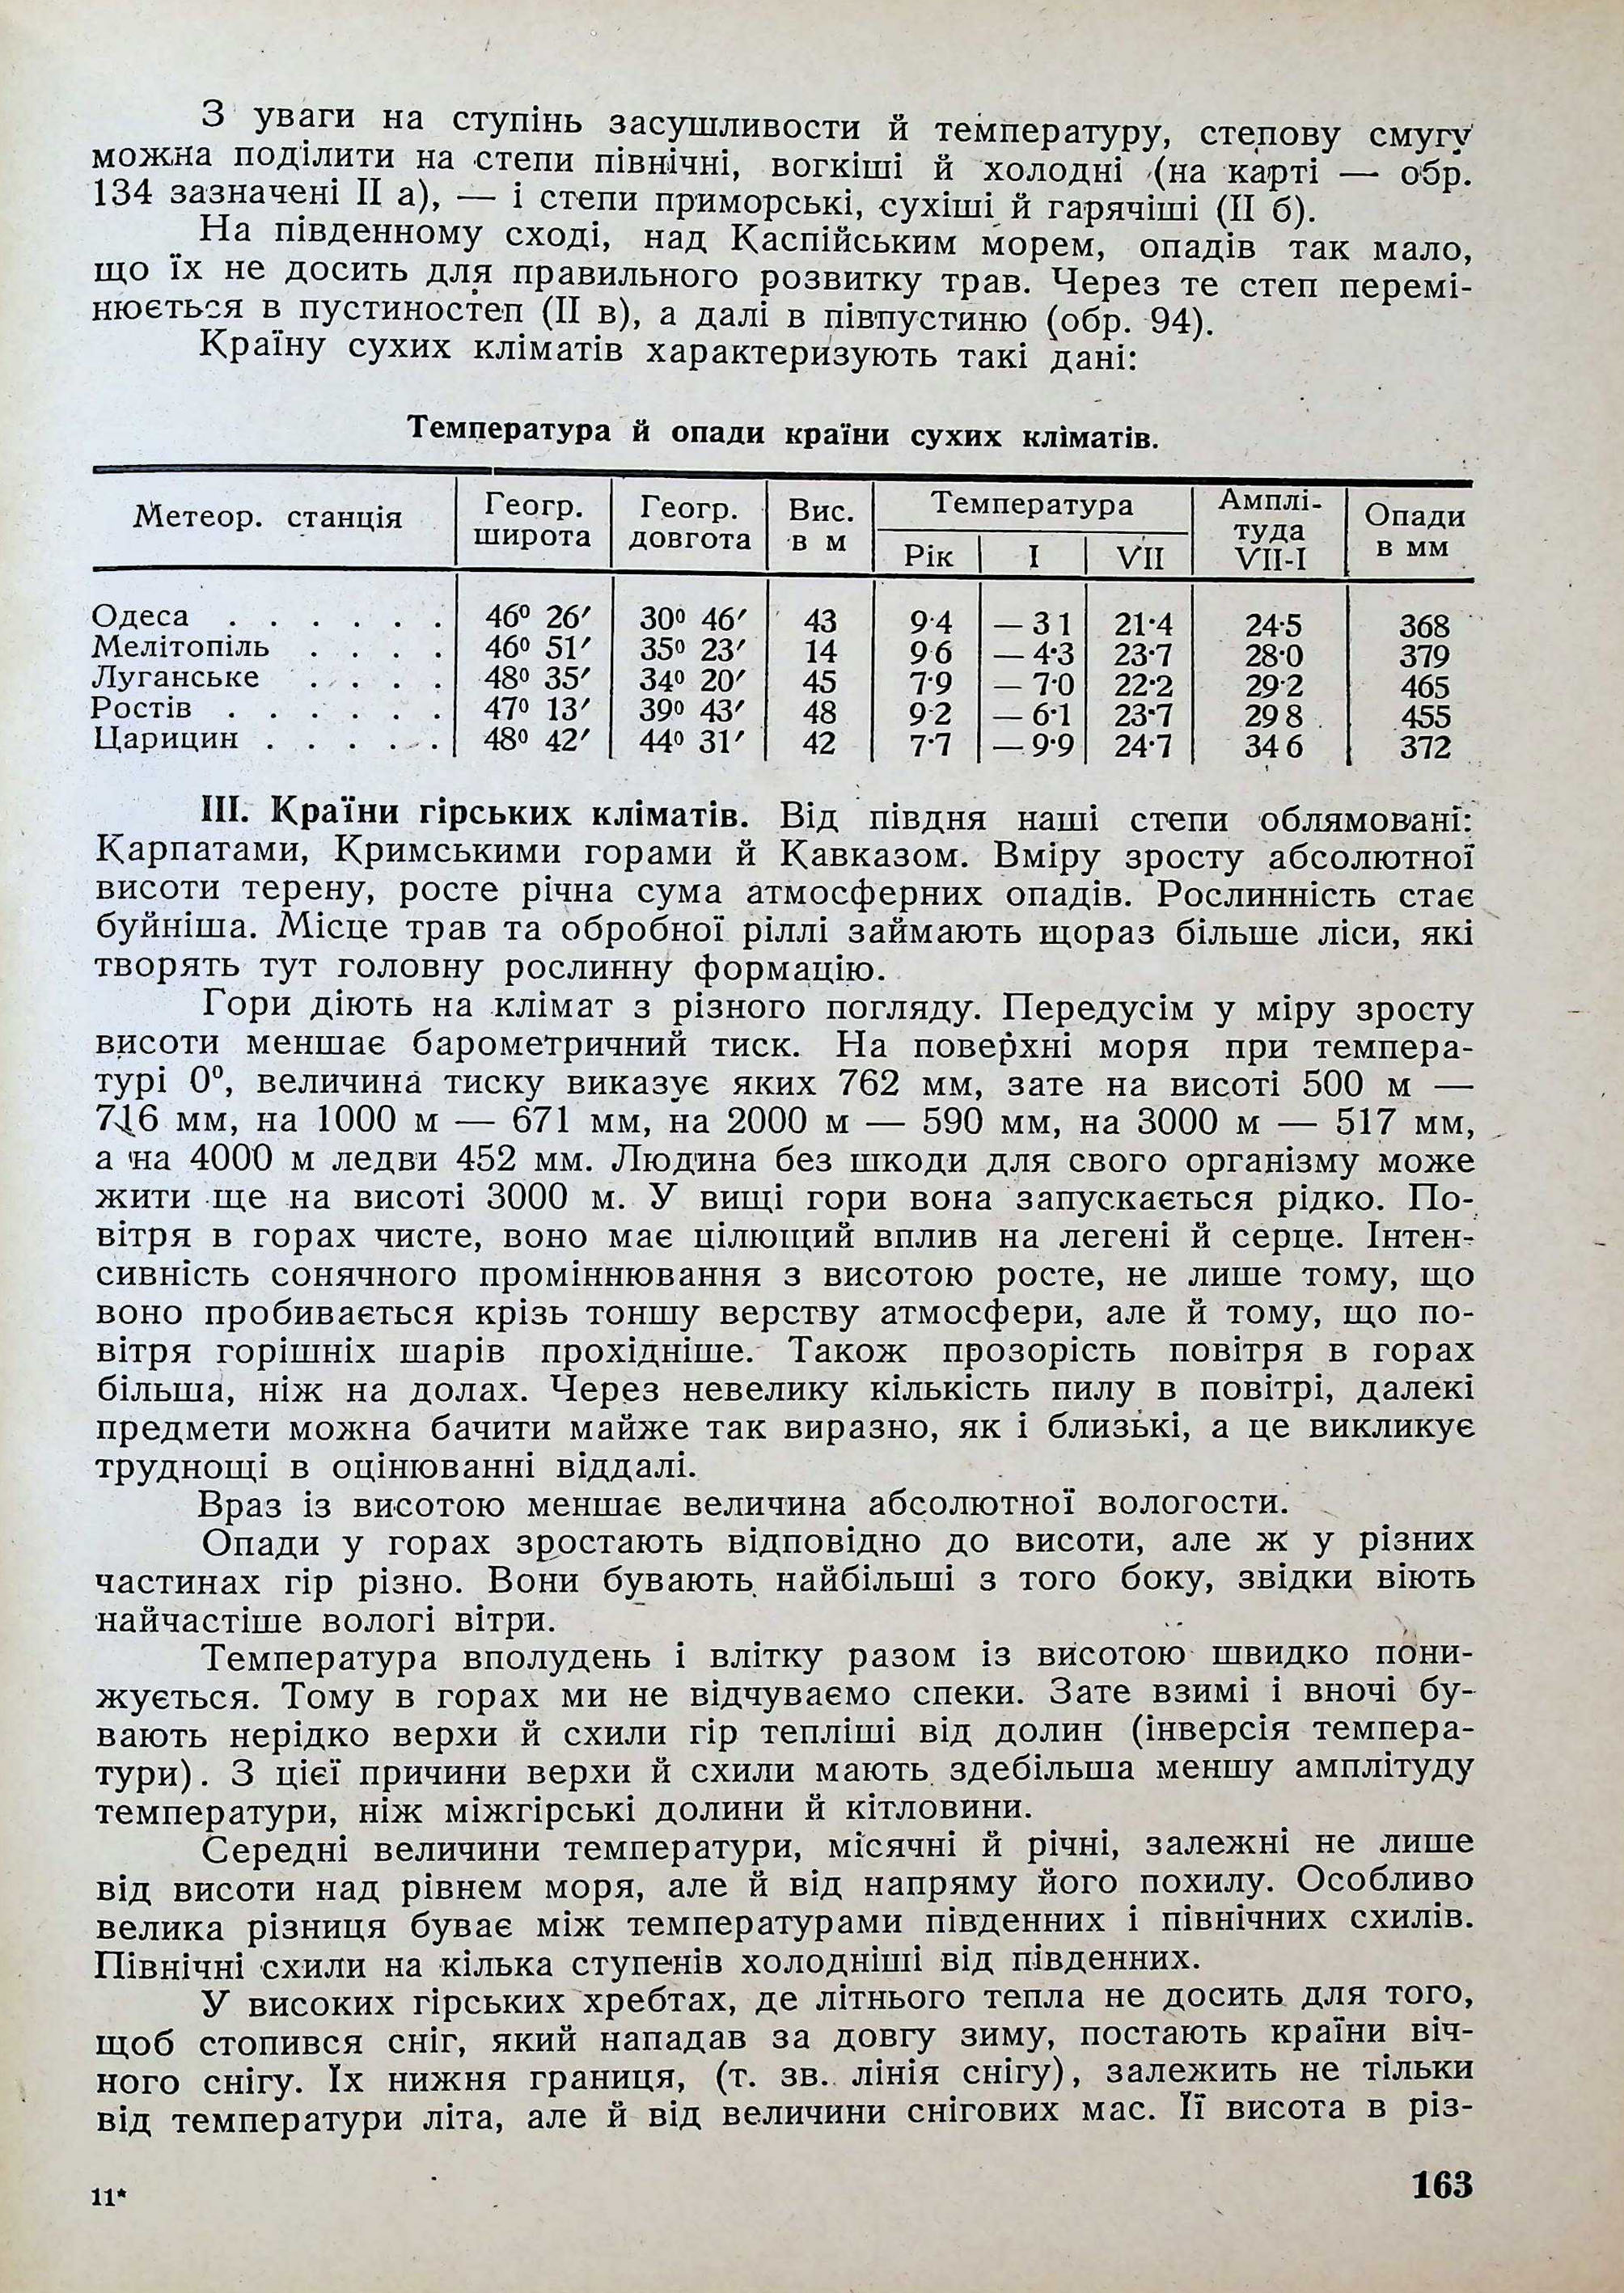 З уваги на ступінь засушливости й температуру, степову смугу
можна поділити на степи північні, вогкіші й холодні (на карті — обр.
134 зазначені II а), — і степи приморські, сухіші й гарячіші (II б).
На південному сході, над Каспійським морем, опадів так мало,
що їх не досить для правильного розвитку трав. Через те степ перемі-
нюється в пустиностеп (II в), а далі в півпустиню (обр. 94).
Країну сухих кліматів характеризують такі дані:
Температура й опади країни сухих кліматів.
Метеор. станція | Геогр. широта | Геогр. довгота | Вис. в м | Температура Рік | I | VII | Амплі-туда VII-I | Опади в мм
Одеса . . . . . . 46° 26′ 30° 46′ 43 9·4 — 3 1 21·4 24·5 368
Мелітопіль . . . . 46° 51′ 35° 23′ 14 9 6 — 4·3 23·7 28·0 379
Луганське . . . . 48° 35′ 34° 20′ 45 7·9 — 7·0 22·2 29·2 465
Ростів . . . . . . 47° 13′ 39° 43′ 48 9·2 — 6·1 23·7 29 8 455
Царицин . . . . . 48° 42′ 44° 31′ 42 7·7 — 9·9 24·7 34 6 372
III. Країни гірських кліматів. Від півдня наші степи облямовані:
Карпатами, Кримськими горами й Кавказом. Вміру зросту абсолютної
висоти терену, росте річна сума атмосферних опадів. Рослинність стає
буйніша. Місце трав та обробної ріллі займають щораз більше ліси, які
творять тут головну рослинну формацію.
Гори діють на клімат з різного погляду. Передусім у міру зросту
висоти меншає барометричний тиск. На поверхні моря при темпера-
турі 0°, величина тиску виказує яких 762 мм, зате на висоті 500 м —
716 мм, на 1000 м — 671 мм, на 2000 м — 590 мм, на 3000 м — 517 мм,
а на 4000 м ледви 452 мм. Людина без шкоди для свого організму може
жити ще на висоті 3000 м. У вищі гори вона запускається рідко. По-
вітря в горах чисте, воно має цілющий вплив на легені й серце. Інтен-
сивність сонячного проміннювання з висотою росте, не лише тому, що
воно пробивається крізь тоншу верству атмосфери, але й тому, що по-
вітря горішніх шарів прохідніше. Також прозорість повітря в горах
більша, ніж на долах. Через невелику кількість пилу в повітрі, далекі
предмети можна бачити майже так виразно, як і близькі, а це викликує
труднощі в оцінюванні віддалі.
Враз із висотою меншає величина абсолютної вологости.
Опади у горах зростають відповідно до висоти, але ж у різних
частинах гір різно. Вони бувають найбільші з того боку, звідки віють
найчастіше вологі вітри.
Температура вполудень і влітку разом із висотою швидко пони-
жується. Тому в горах ми не відчуваємо спеки. Зате взимі і вночі бу-
вають нерідко верхи й схили гір тепліші від долин (інверсія темпера-
тури). З цієї причини верхи й схили мають здебільша меншу амплітуду
температури, ніж міжгірські долини й кітловини.
Середні величини температури, місячні й річні, залежні не лише
від висоти над рівнем моря, але й від напряму його похилу. Особливо
велика різниця буває між температурами південних і північних схилів.
Північні схили на кілька ступенів холодніші від південних.
У високих гірських хребтах, де літнього тепла не досить для того,
щоб стопився сніг, який нападав за довгу зиму, постають країни віч-
ного снігу. Їх нижня границя, (т. зв. лінія снігу), залежить не тільки
від температури літа, але й від величини снігових мас. Її висота в різ-
11*
163